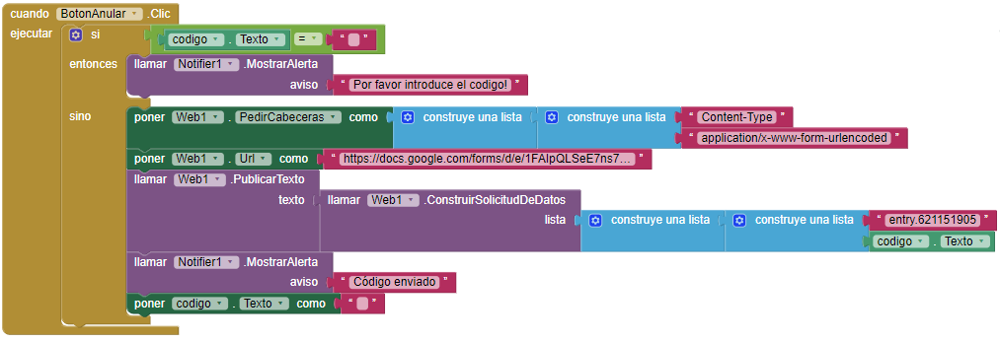 cuando BotonAnular .Clic
ejecutar si codigo . Texto = “ ”
entonces llamar Notifier1 .MostrarAlerta
aviso “ Por favor introduce el codigo! ”
sino poner Web1 . PedirCabeceras como construye una lista construye una lista “ Content-Type ”
“ application/x-www-form-urlencoded ”
poner Web1 . Url como “ https://docs.google.com/forms/d/e/1FAIpQLSeE7ns7... ”
llamar Web1 .PublicarTexto
texto llamar Web1 .ConstruirSolicitudDeDatos
lista construye una lista construye una lista “ entry.621151905 ”
codigo . Texto
llamar Notifier1 .MostrarAlerta
aviso “ Código enviado ”
poner codigo . Texto como “ ”